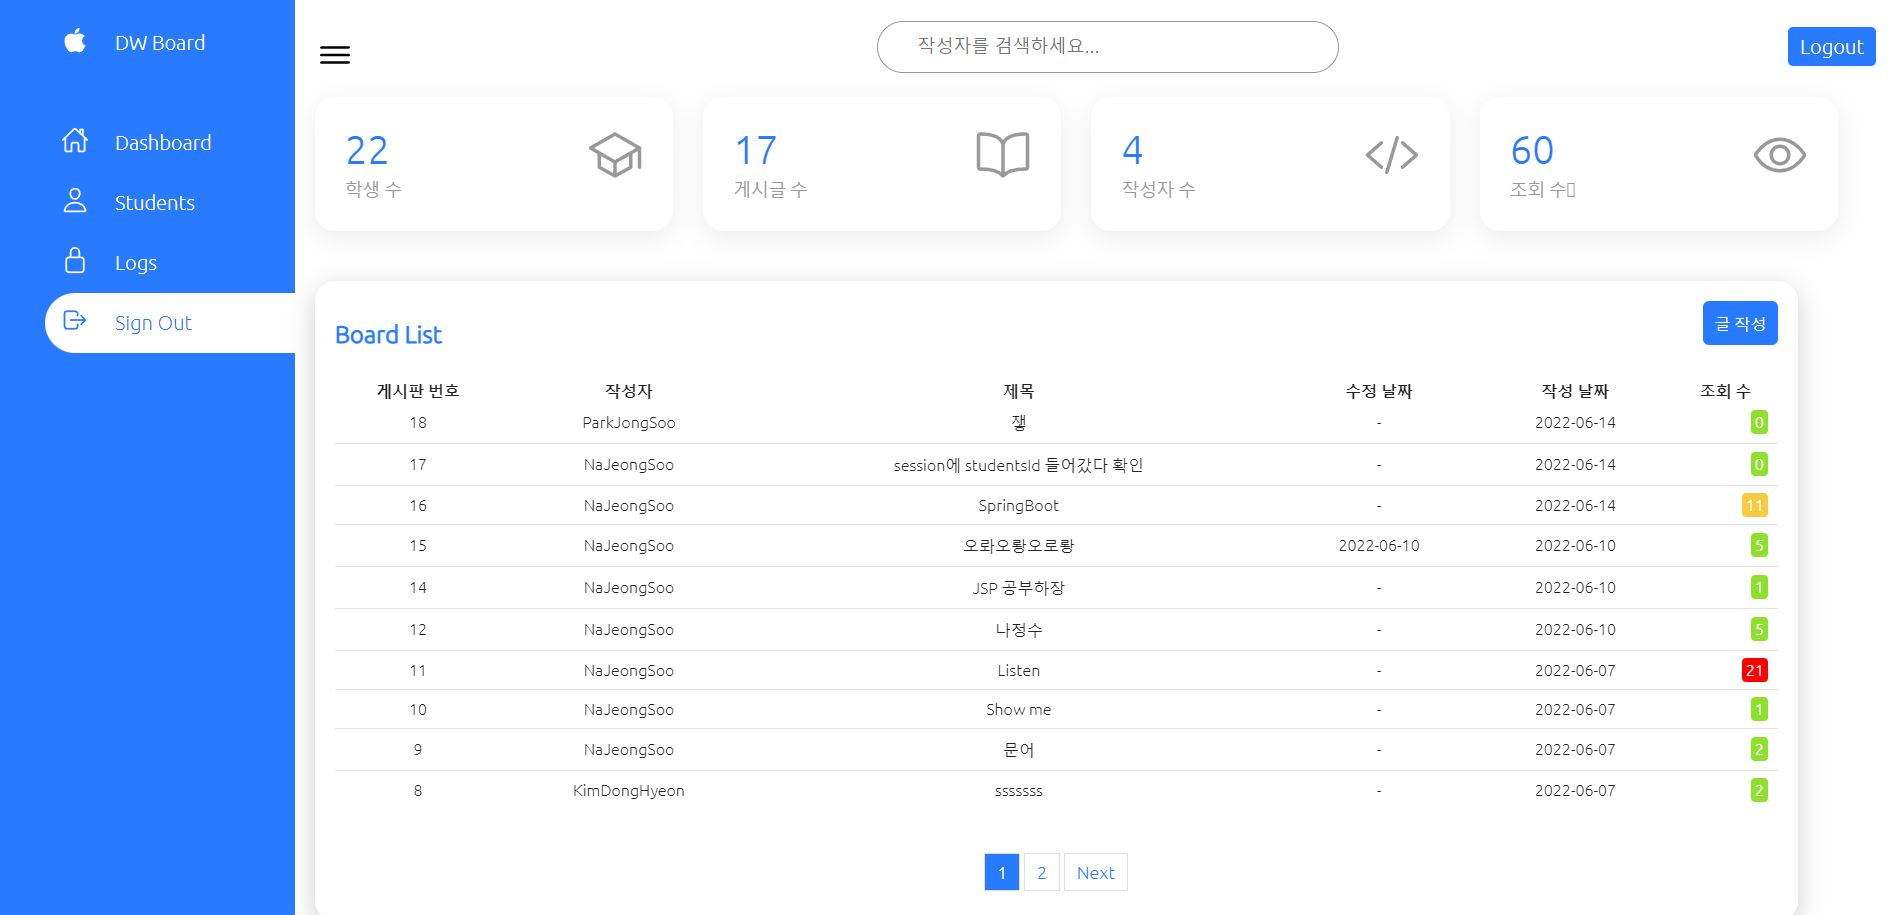 DW Board
Dashboard
Students
Logs
Sign Out
작성자를 검색하세요...
Logout
22
학생 수
17
게시글 수
4
작성자 수
60
조회 수
Board List
글 작성
게시판 번호 작성자 제목 수정 날짜 작성 날짜 조회 수
18 ParkJongSoo - 2022-06-14 0
17 NaJeongSoo session에 studentsId 들어갔다 확인 - 2022-06-14 0
16 NaJeongSoo SpringBoot - 2022-06-14 11
15 NaJeongSoo 2022-06-10 2022-06-10 5
14 NaJeongSoo JSP 공부하장 - 2022-06-10 1
12 NaJeongSoo 나정수 - 2022-06-10 5
11 NaJeongSoo Listen - 2022-06-07 21
10 NaJeongSoo Show me - 2022-06-07 1
9 NaJeongSoo 문어 - 2022-06-07 2
8 KimDongHyeon sssssss - 2022-06-07 2
1 2 Next